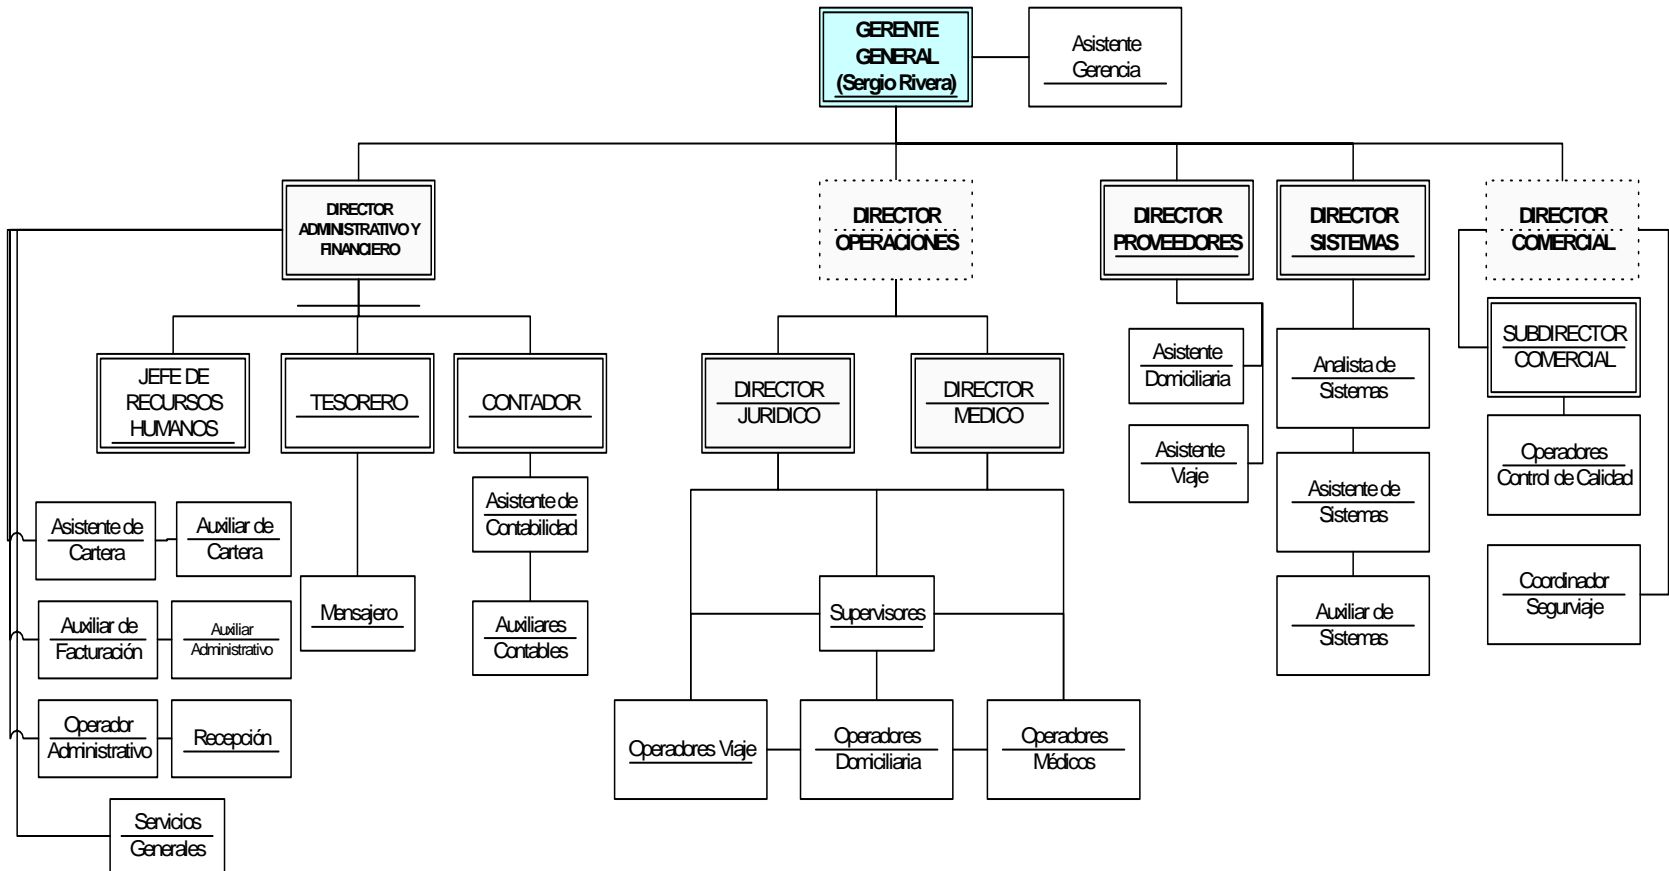 GERENTE
GENERAL
(Sergio Rivera)
Asistente
Gerencia
DIRECTOR
ADMINISTRATIVO Y
FINANCIERO
DIRECTOR
OPERACIONES
DIRECTOR
PROVEEDORES
DIRECTOR
SISTEMAS
DIRECTOR
COMERCIAL
JEFE DE
RECURSOS
HUMANOS
TESORERO
CONTADOR
DIRECTOR
JURIDICO
DIRECTOR
MEDICO
Asistente
Domiciliaria
Analista de
Sistemas
SUBDIRECTOR
COMERCIAL
Asistente
Viaje
Operadores
Control de Calidad
Asistente de
Cartera
Auxiliar de
Cartera
Asistente de
Contabilidad
Asistente de
Sistemas
Auxiliar de
Facturación
Auxiliar
Administrativo
Mensajero
Auxiliares
Contables
Supervisores
Auxiliar de
Sistemas
Coordinador
Segurviaje
Operador
Administrativo
Recepción
Operadores Viaje
Operadores
Domiciliaria
Operadores
Médicos
Servicios
Generales